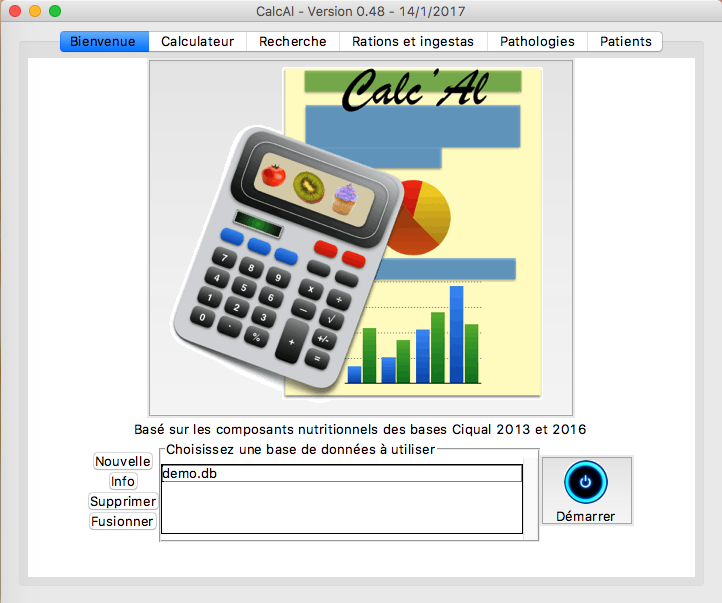 CalcAl - Version 0.48 - 14/1/2017
Bienvenue Calculateur Recherche Rations et ingestas Pathologies Patients
Calc'Al
7 8 9 x ÷
4 5 6 — √
1 2 3 + +/-
0 . % =
Basé sur les composants nutritionnels des bases Ciqual 2013 et 2016
Choisissez une base de données à utiliser
Nouvelle
Info
Supprimer
Fusionner
demo.db
Démarrer